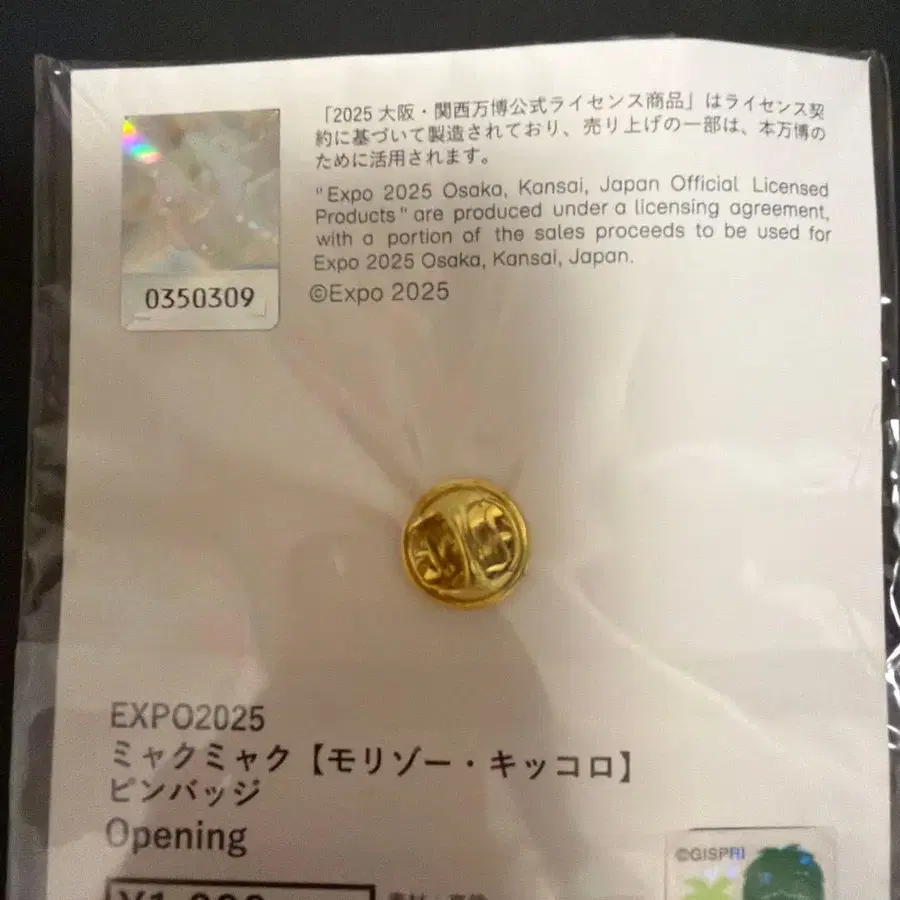 「2025 大阪・関西万博公式ライセンス商品」はライセンス契
約に基づいて製造されており、売り上げの一部は、本万博の
ために活用されます。
"Expo 2025 Osaka, Kansai, Japan Official Licensed
Products" are produced under a licensing agreement,
with a portion of the sales proceeds to be used for
Expo 2025 Osaka, Kansai, Japan.
©Expo 2025
0350309
EXPO2025
ミャクミャク【モリゾー・キッコロ】
ピンバッジ
Opening
©GISPRI